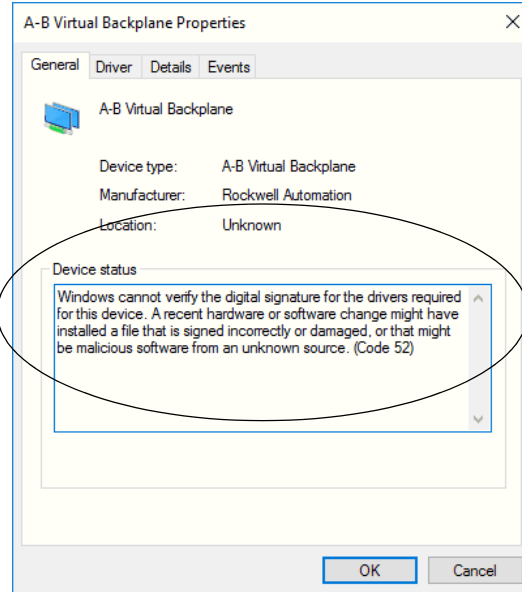 A-B Virtual Backplane Properties
General Driver Details Events
A-B Virtual Backplane
Device type: A-B Virtual Backplane
Manufacturer: Rockwell Automation
Location: Unknown
Device status
Windows cannot verify the digital signature for the drivers required
for this device. A recent hardware or software change might have
installed a file that is signed incorrectly or damaged, or that might
be malicious software from an unknown source. (Code 52)
OK Cancel